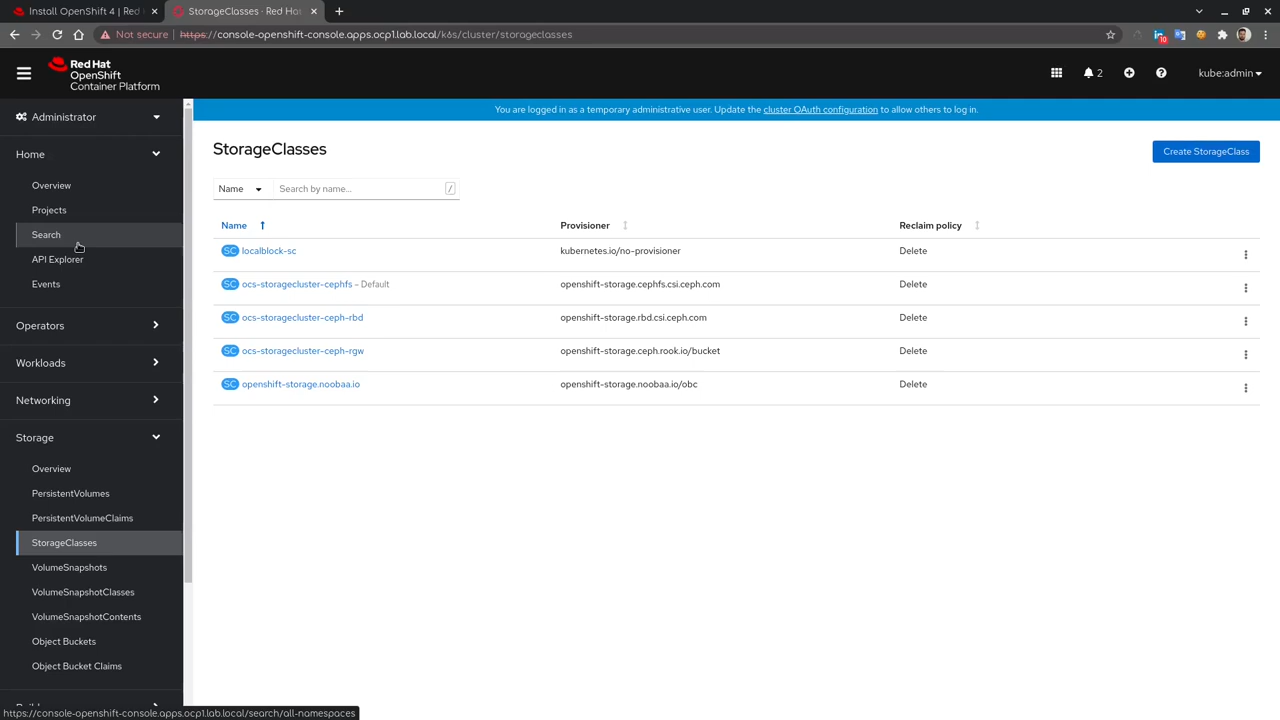 Install OpenShift 4 | Red
StorageClasses · Red Ha
Not secure
https://console-openshift-console.apps.ocp1.lab.local/k8s/cluster/storageclasses
10
Red Hat
OpenShift
Container Platform
2
kube:admin
Administrator
You are logged in as a temporary administrative user. Update the cluster OAuth configuration to allow others to log in.
Home
Overview
Projects
Search
API Explorer
Events
Operators
Workloads
Networking
Storage
Overview
PersistentVolumes
PersistentVolumeClaims
StorageClasses
VolumeSnapshots
VolumeSnapshotClasses
VolumeSnapshotContents
Object Buckets
Object Bucket Claims
StorageClasses
Create StorageClass
Name
Search by name...
/
Name Provisioner Reclaim policy
SC localblock-sc kubernetes.io/no-provisioner Delete
SC ocs-storagecluster-cephfs – Default openshift-storage.cephfs.csi.ceph.com Delete
SC ocs-storagecluster-ceph-rbd openshift-storage.rbd.csi.ceph.com Delete
SC ocs-storagecluster-ceph-rgw openshift-storage.ceph.rook.io/bucket Delete
SC openshift-storage.noobaa.io openshift-storage.noobaa.io/obc Delete
https://console-openshift-console.apps.ocp1.lab.local/search/all-namespaces